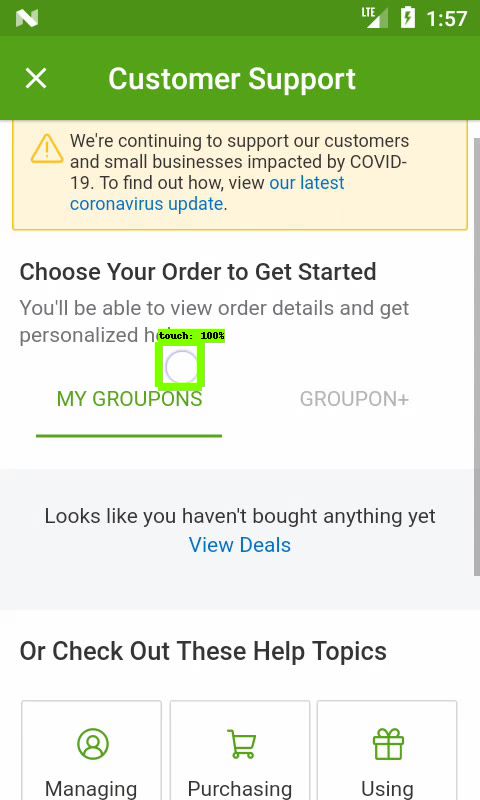 LTE 1:57
Customer Support
We're continuing to support our customers
and small businesses impacted by COVID-
19. To find out how, view our latest
coronavirus update.
Choose Your Order to Get Started
You'll be able to view order details and get
personalized
touch: 100%
MY GROUPONS GROUPON+
Looks like you haven't bought anything yet
View Deals
Or Check Out These Help Topics
Managing Purchasing Using